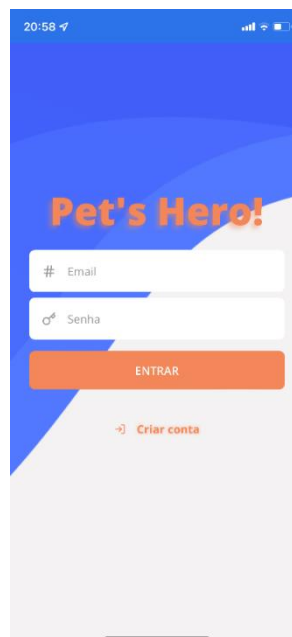 20:58
Pet's Hero!
# Email
Senha
ENTRAR
Criar conta